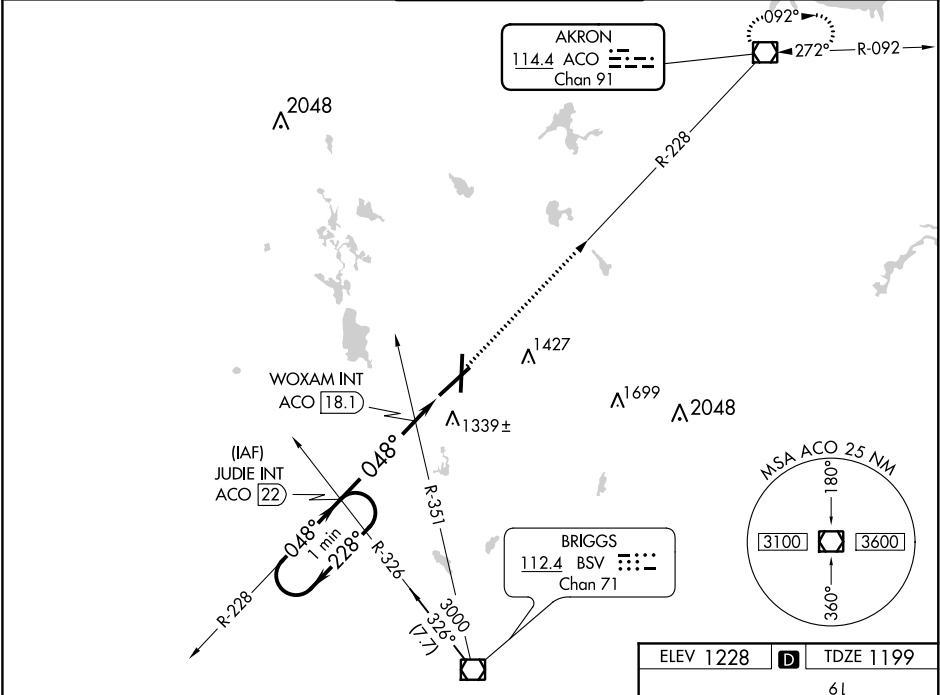 AKRON
114.4 ACO
Chan 91
092°
272°
R-092
2048
R-228
1427
WOXAM INT
ACO 18.1
1699
2048
1339±
(IAF)
JUDIE INT
ACO 22
048°
R-351
MSA ACO 25 NM
180°
3100
3600
360°
048°
1 min
228°
R-326
BRIGGS
112.4 BSV
Chan 71
R-228
3000
326°
(7.7)
ELEV 1228 D TDZE 1199